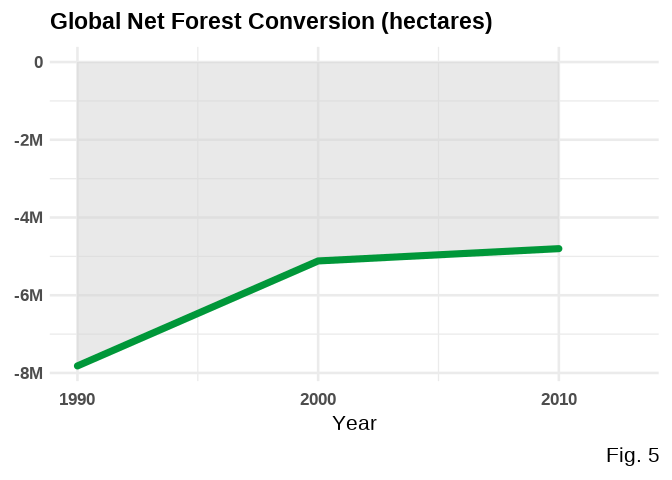 Global Net Forest Conversion (hectares)
0
-2M
-4M
-6M
-8M
1990 2000 2010
Year
Fig. 5